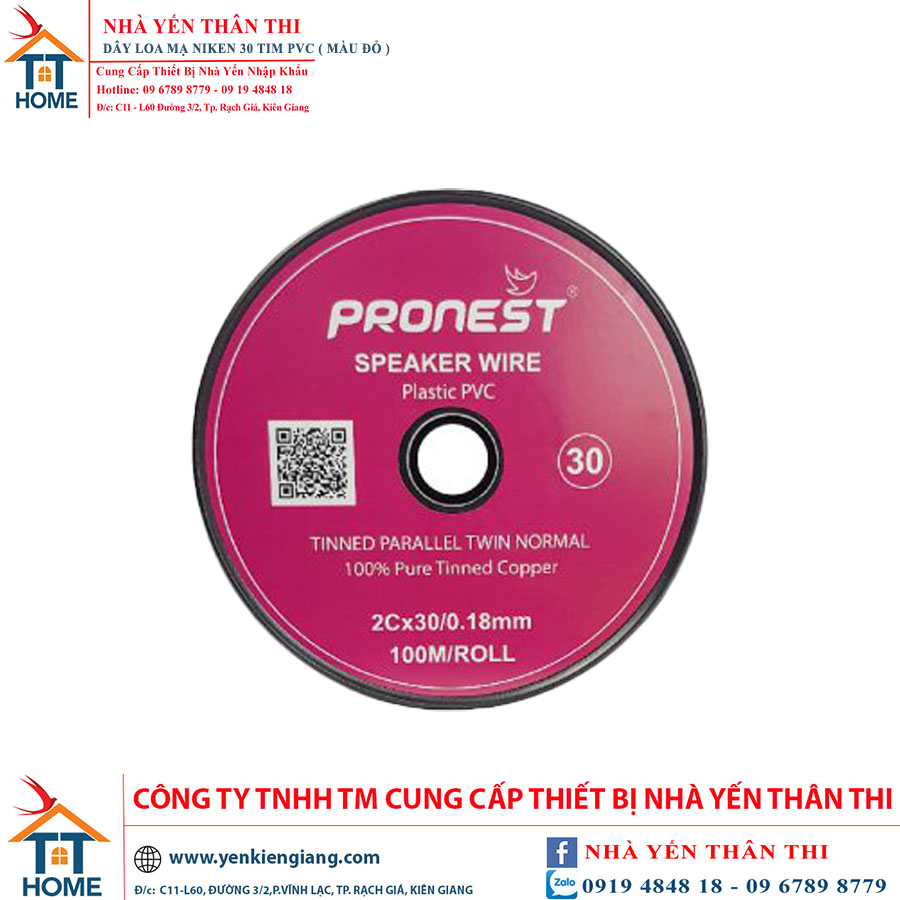 NHÀ YẾN THÂN THI
DÂY LOA MẠ NIKEN 30 TIM PVC ( MÀU ĐỎ )
Cung Cấp Thiết Bị Nhà Yến Nhập Khẩu
Hotline: 09 6789 8779 - 09 19 4848 18
Đ/c: C11 - L60 Đường 3/2, Tp. Rạch Giá, Kiên Giang
TT
HOME
PRONEST®
SPEAKER WIRE
Plastic PVC
30
TINNED PARALLEL TWIN NORMAL
100% Pure Tinned Copper
2Cx30/0.18mm
100M/ROLL
TT
HOME
CÔNG TY TNHH TM CUNG CẤP THIẾT BỊ NHÀ YẾN THÂN THI
www.yenkiengiang.com
Đ/c: C11-L60, ĐƯỜNG 3/2,P.VĨNH LẠC, TP. RẠCH GIÁ, KIÊN GIANG
f NHÀ YẾN THÂN THI
Zalo 0919 4848 18 - 09 6789 8779